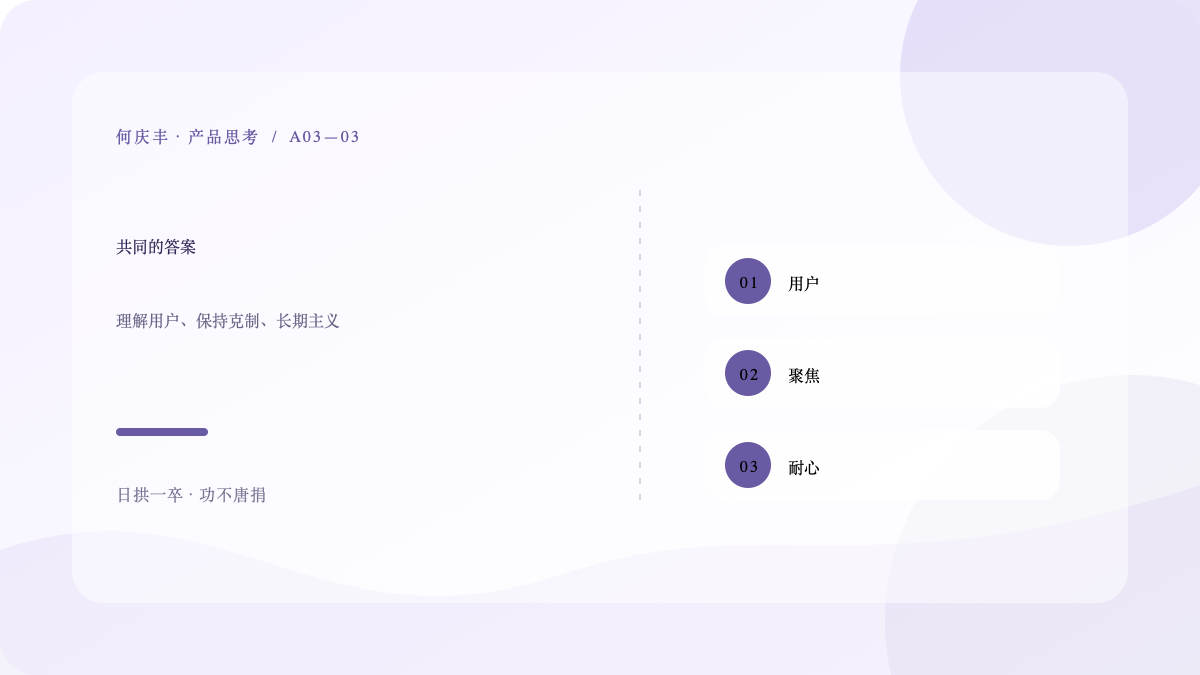 何庆丰 · 产品思考 / A03—03
共同的答案
理解用户、保持克制、长期主义
日拱一卒 · 功不唐捐
01 用户
02 聚焦
03 耐心